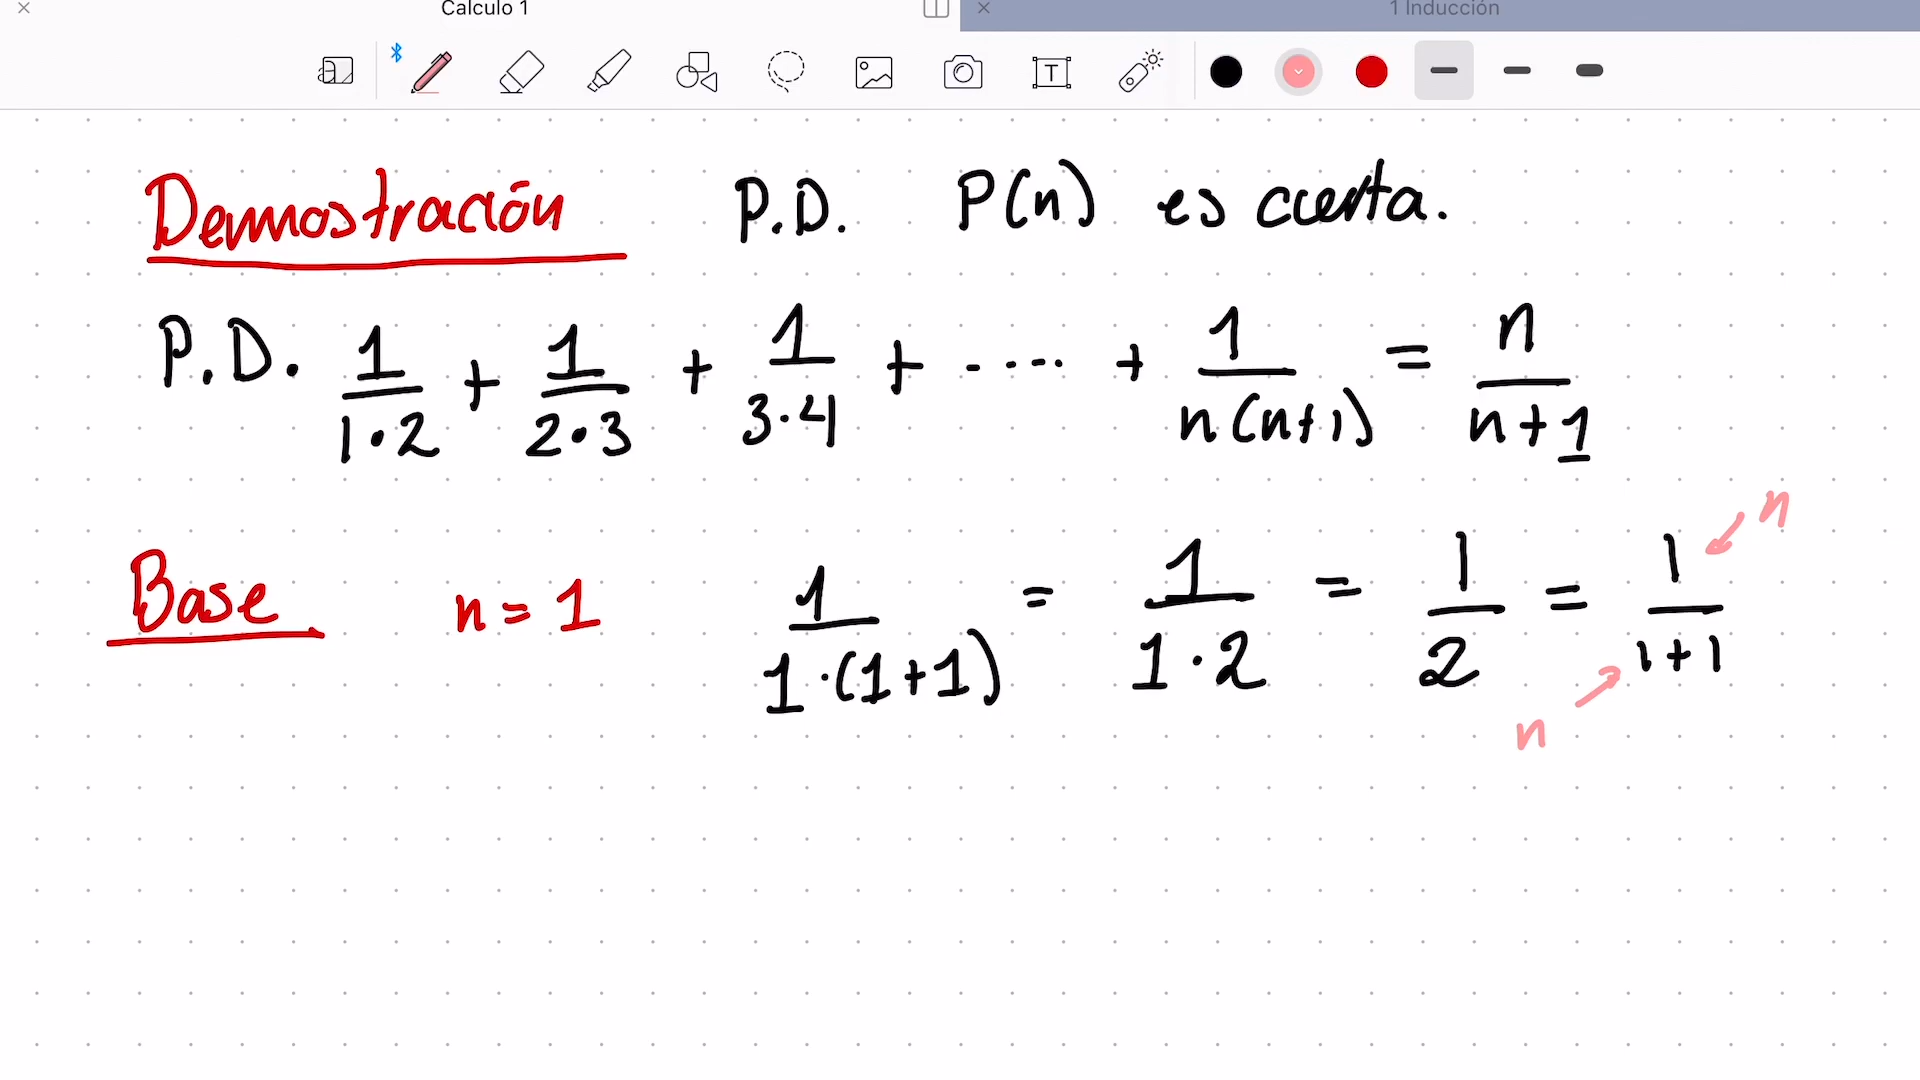 Calculo 1
1 Inducción
Demostración P.D. P(n) es cierta.
P.D. 1/(1·2) + 1/(2·3) + 1/(3·4) + ···· + 1/(n(n+1)) = n/(n+1)
Base n = 1 1/(1·(1+1)) = 1/(1·2) = 1/2 = 1/(1+1) n
n